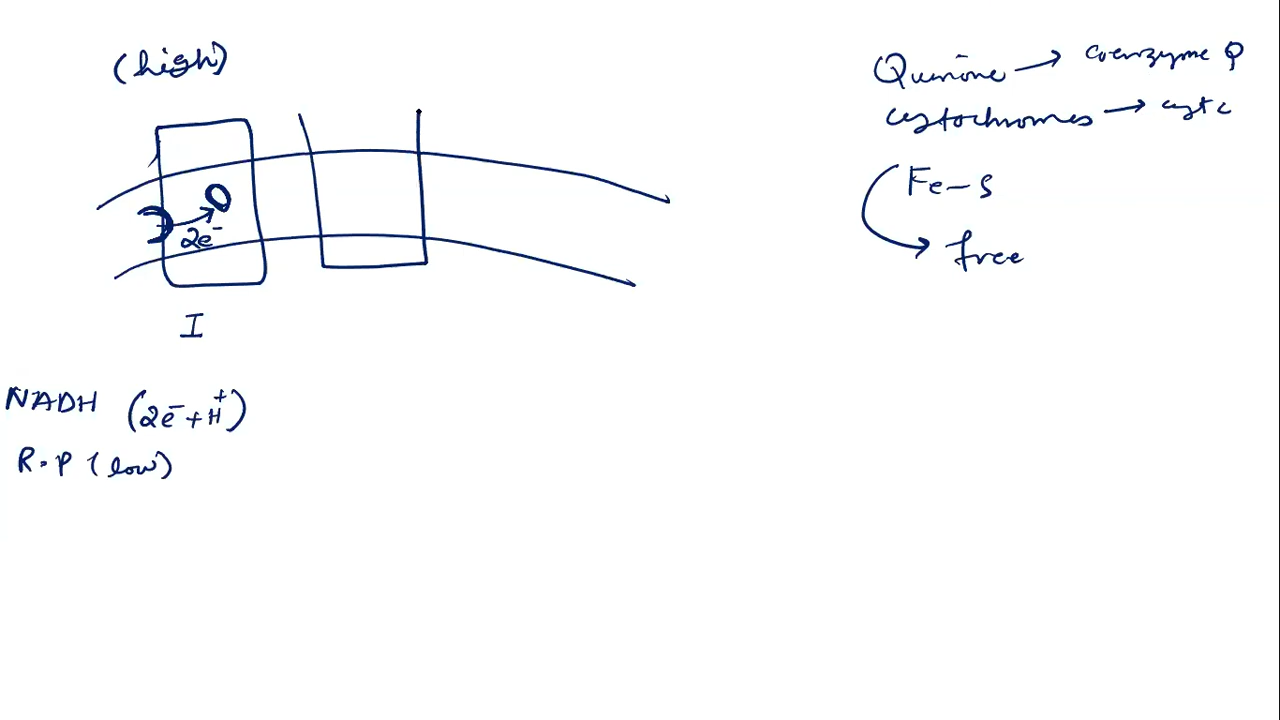 (high)
2e⁻
I
NADH (2e⁻ + H⁺)
R.P (low)
Quinone → coenzyme Q
cytochromes → cyt c
Fe-S
→ free